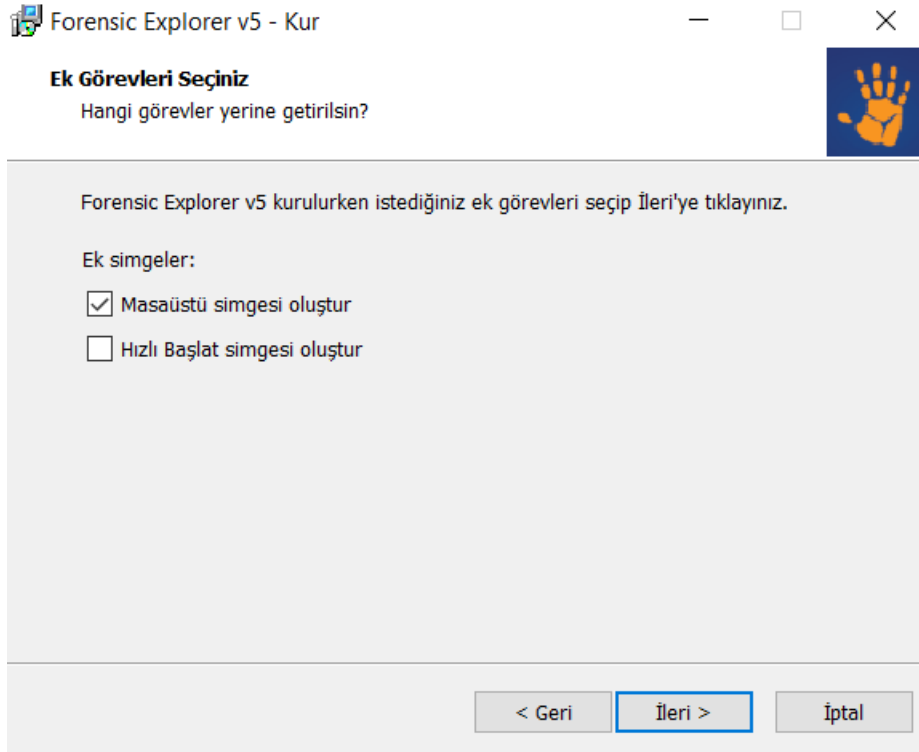 Forensic Explorer v5 - Kur
Ek Görevleri Seçiniz
Hangi görevler yerine getirilsin?
Forensic Explorer v5 kurulurken istediğiniz ek görevleri seçip İleri'ye tıklayınız.
Ek simgeler:
Masaüstü simgesi oluştur
Hızlı Başlat simgesi oluştur
< Geri
İleri >
İptal